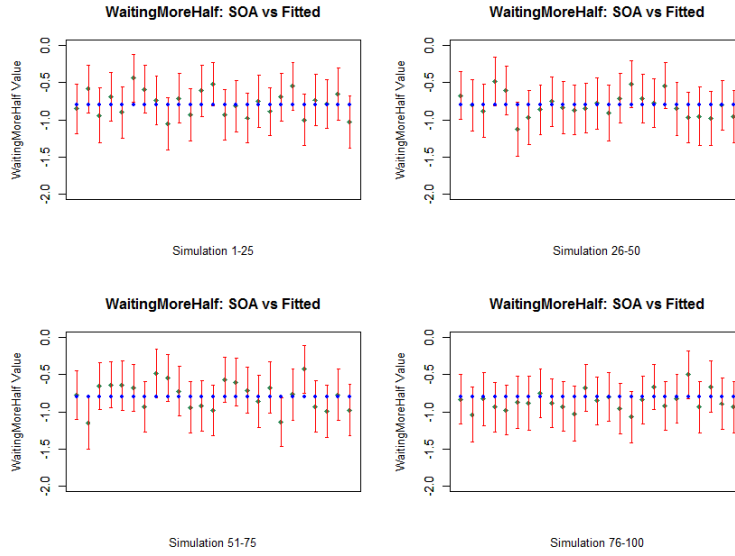 WaitingMoreHalf: SOA vs Fitted
WaitingMoreHalf Value
0.0
-0.5
-1.0
-1.5
-2.0
Simulation 1-25
WaitingMoreHalf: SOA vs Fitted
WaitingMoreHalf Value
0.0
-0.5
-1.0
-1.5
-2.0
Simulation 26-50
WaitingMoreHalf: SOA vs Fitted
WaitingMoreHalf Value
0.0
-0.5
-1.0
-1.5
-2.0
Simulation 51-75
WaitingMoreHalf: SOA vs Fitted
WaitingMoreHalf Value
0.0
-0.5
-1.0
-1.5
-2.0
Simulation 76-100